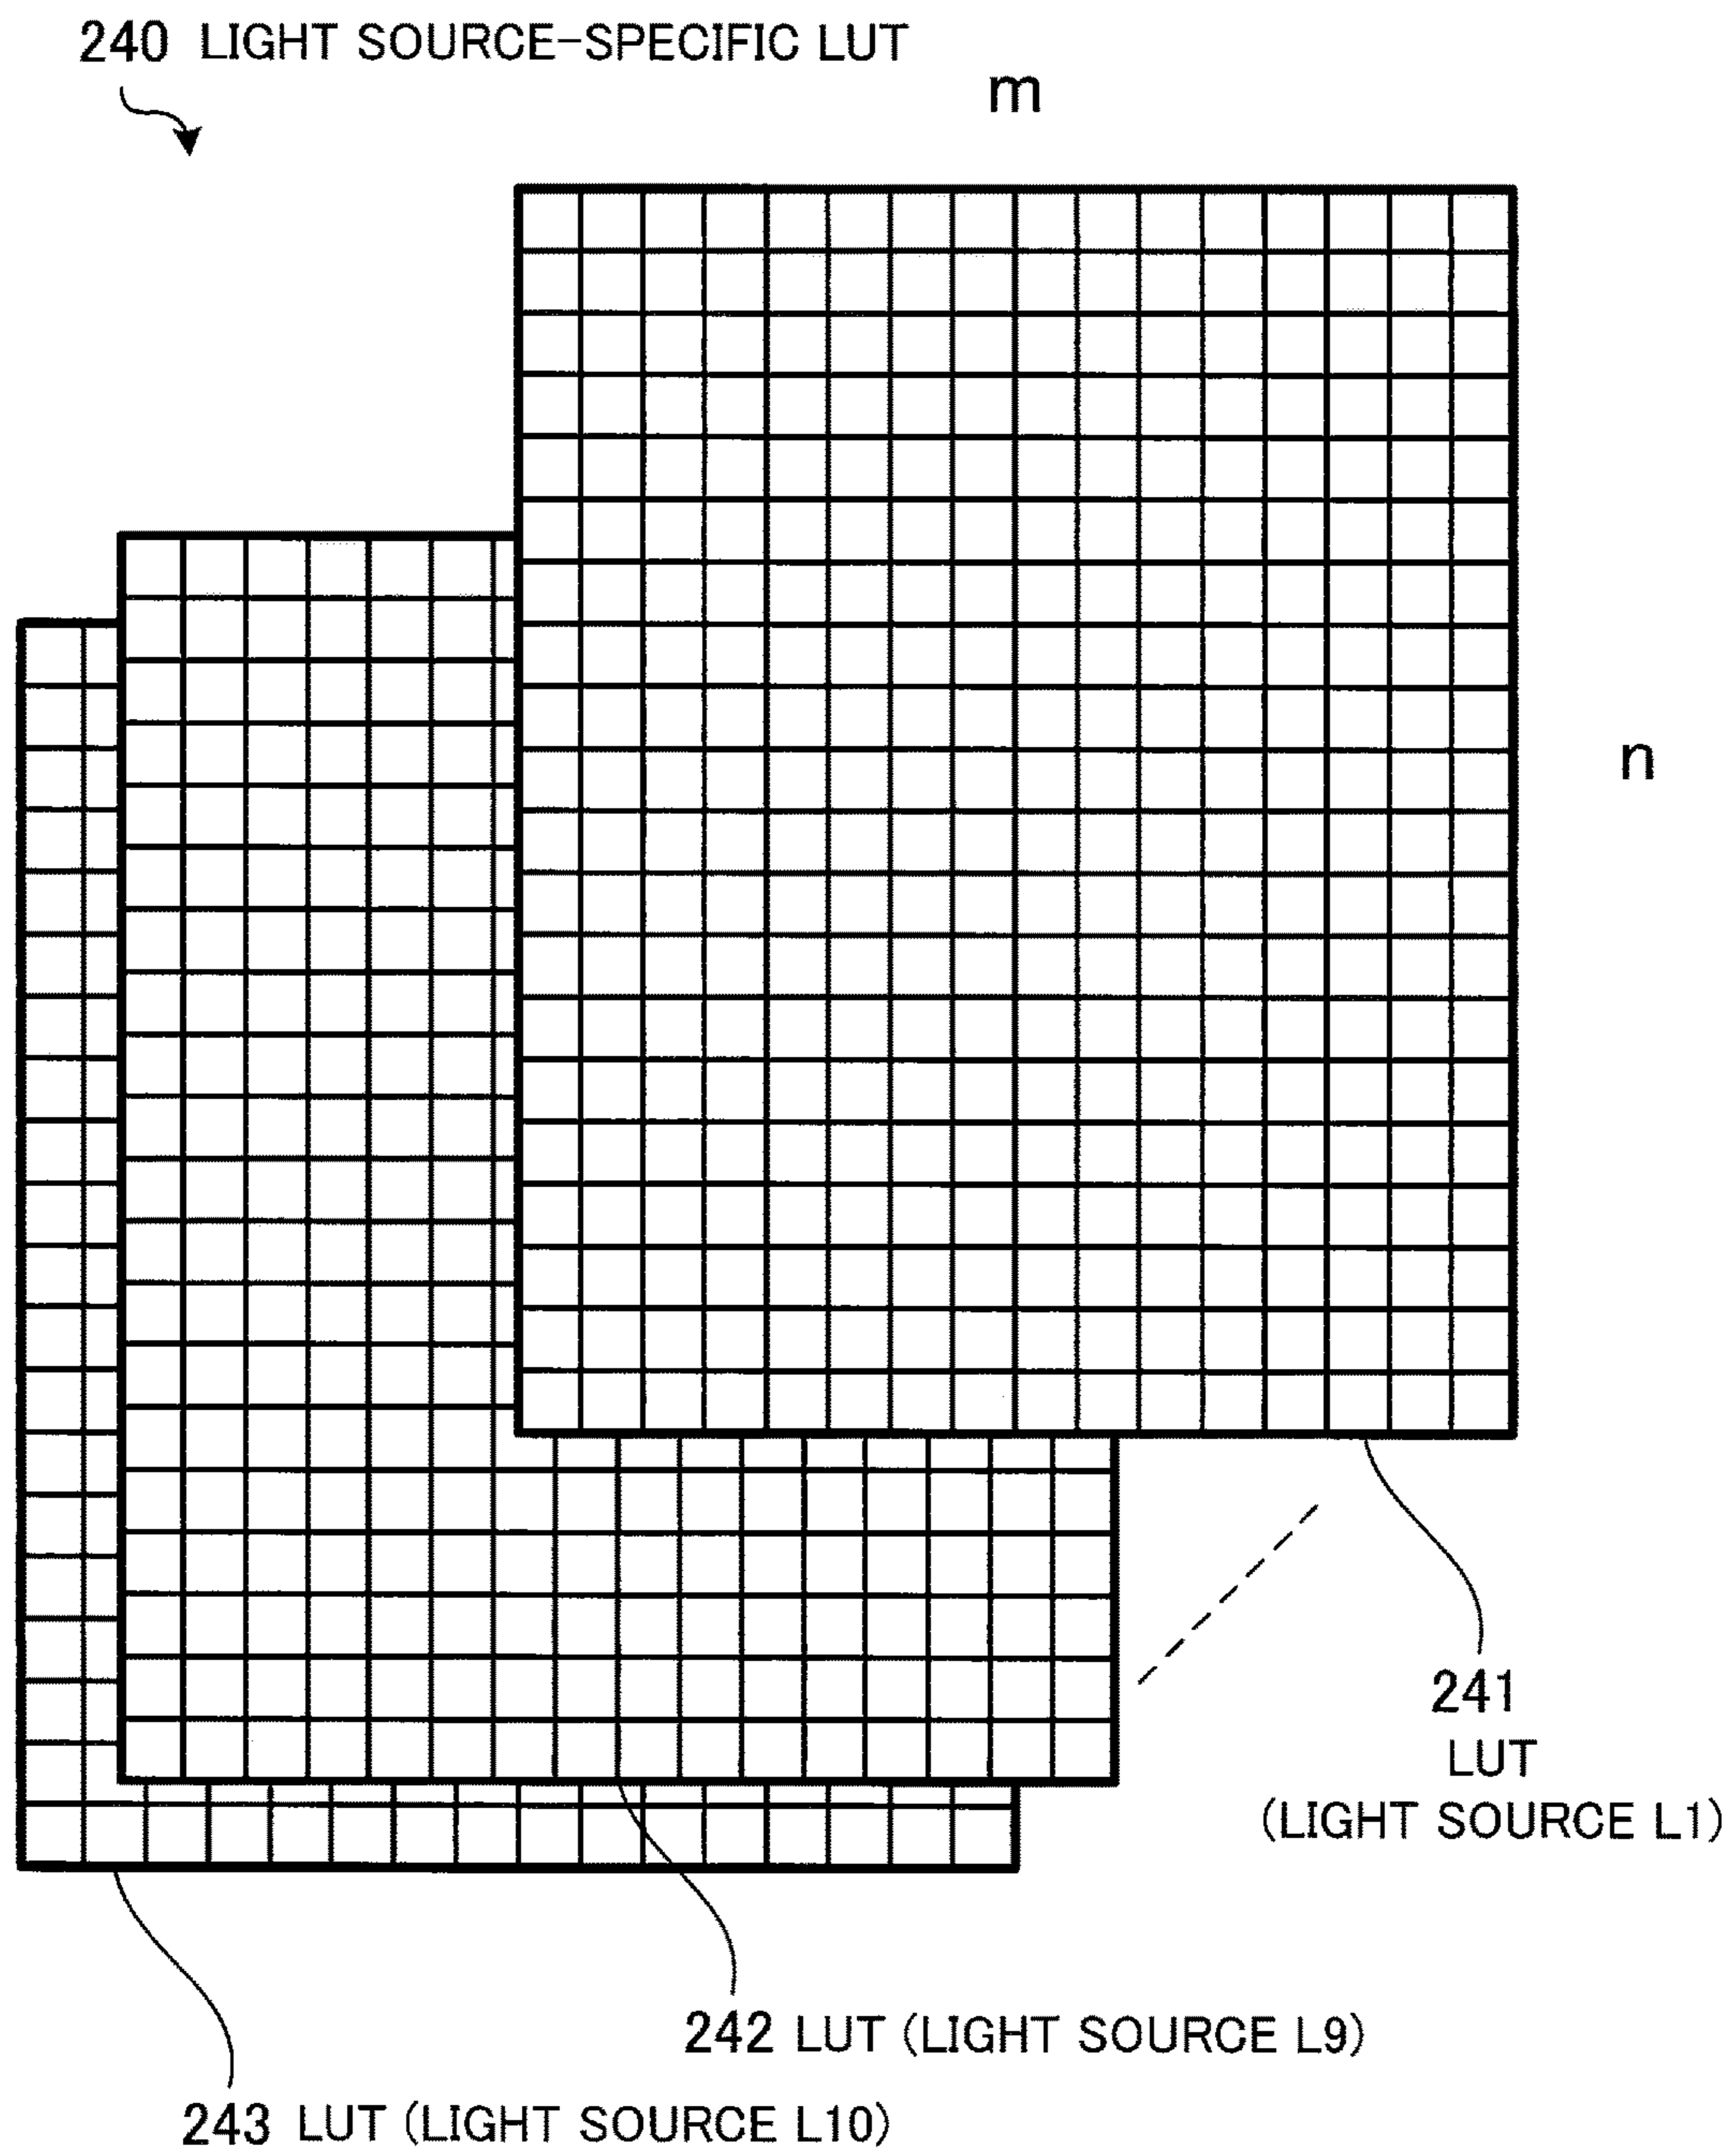 240 LIGHT SOURCE-SPECIFIC LUT
m
n
241
LUT
(LIGHT SOURCE L1)
242 LUT (LIGHT SOURCE L9)
243 LUT (LIGHT SOURCE L10)